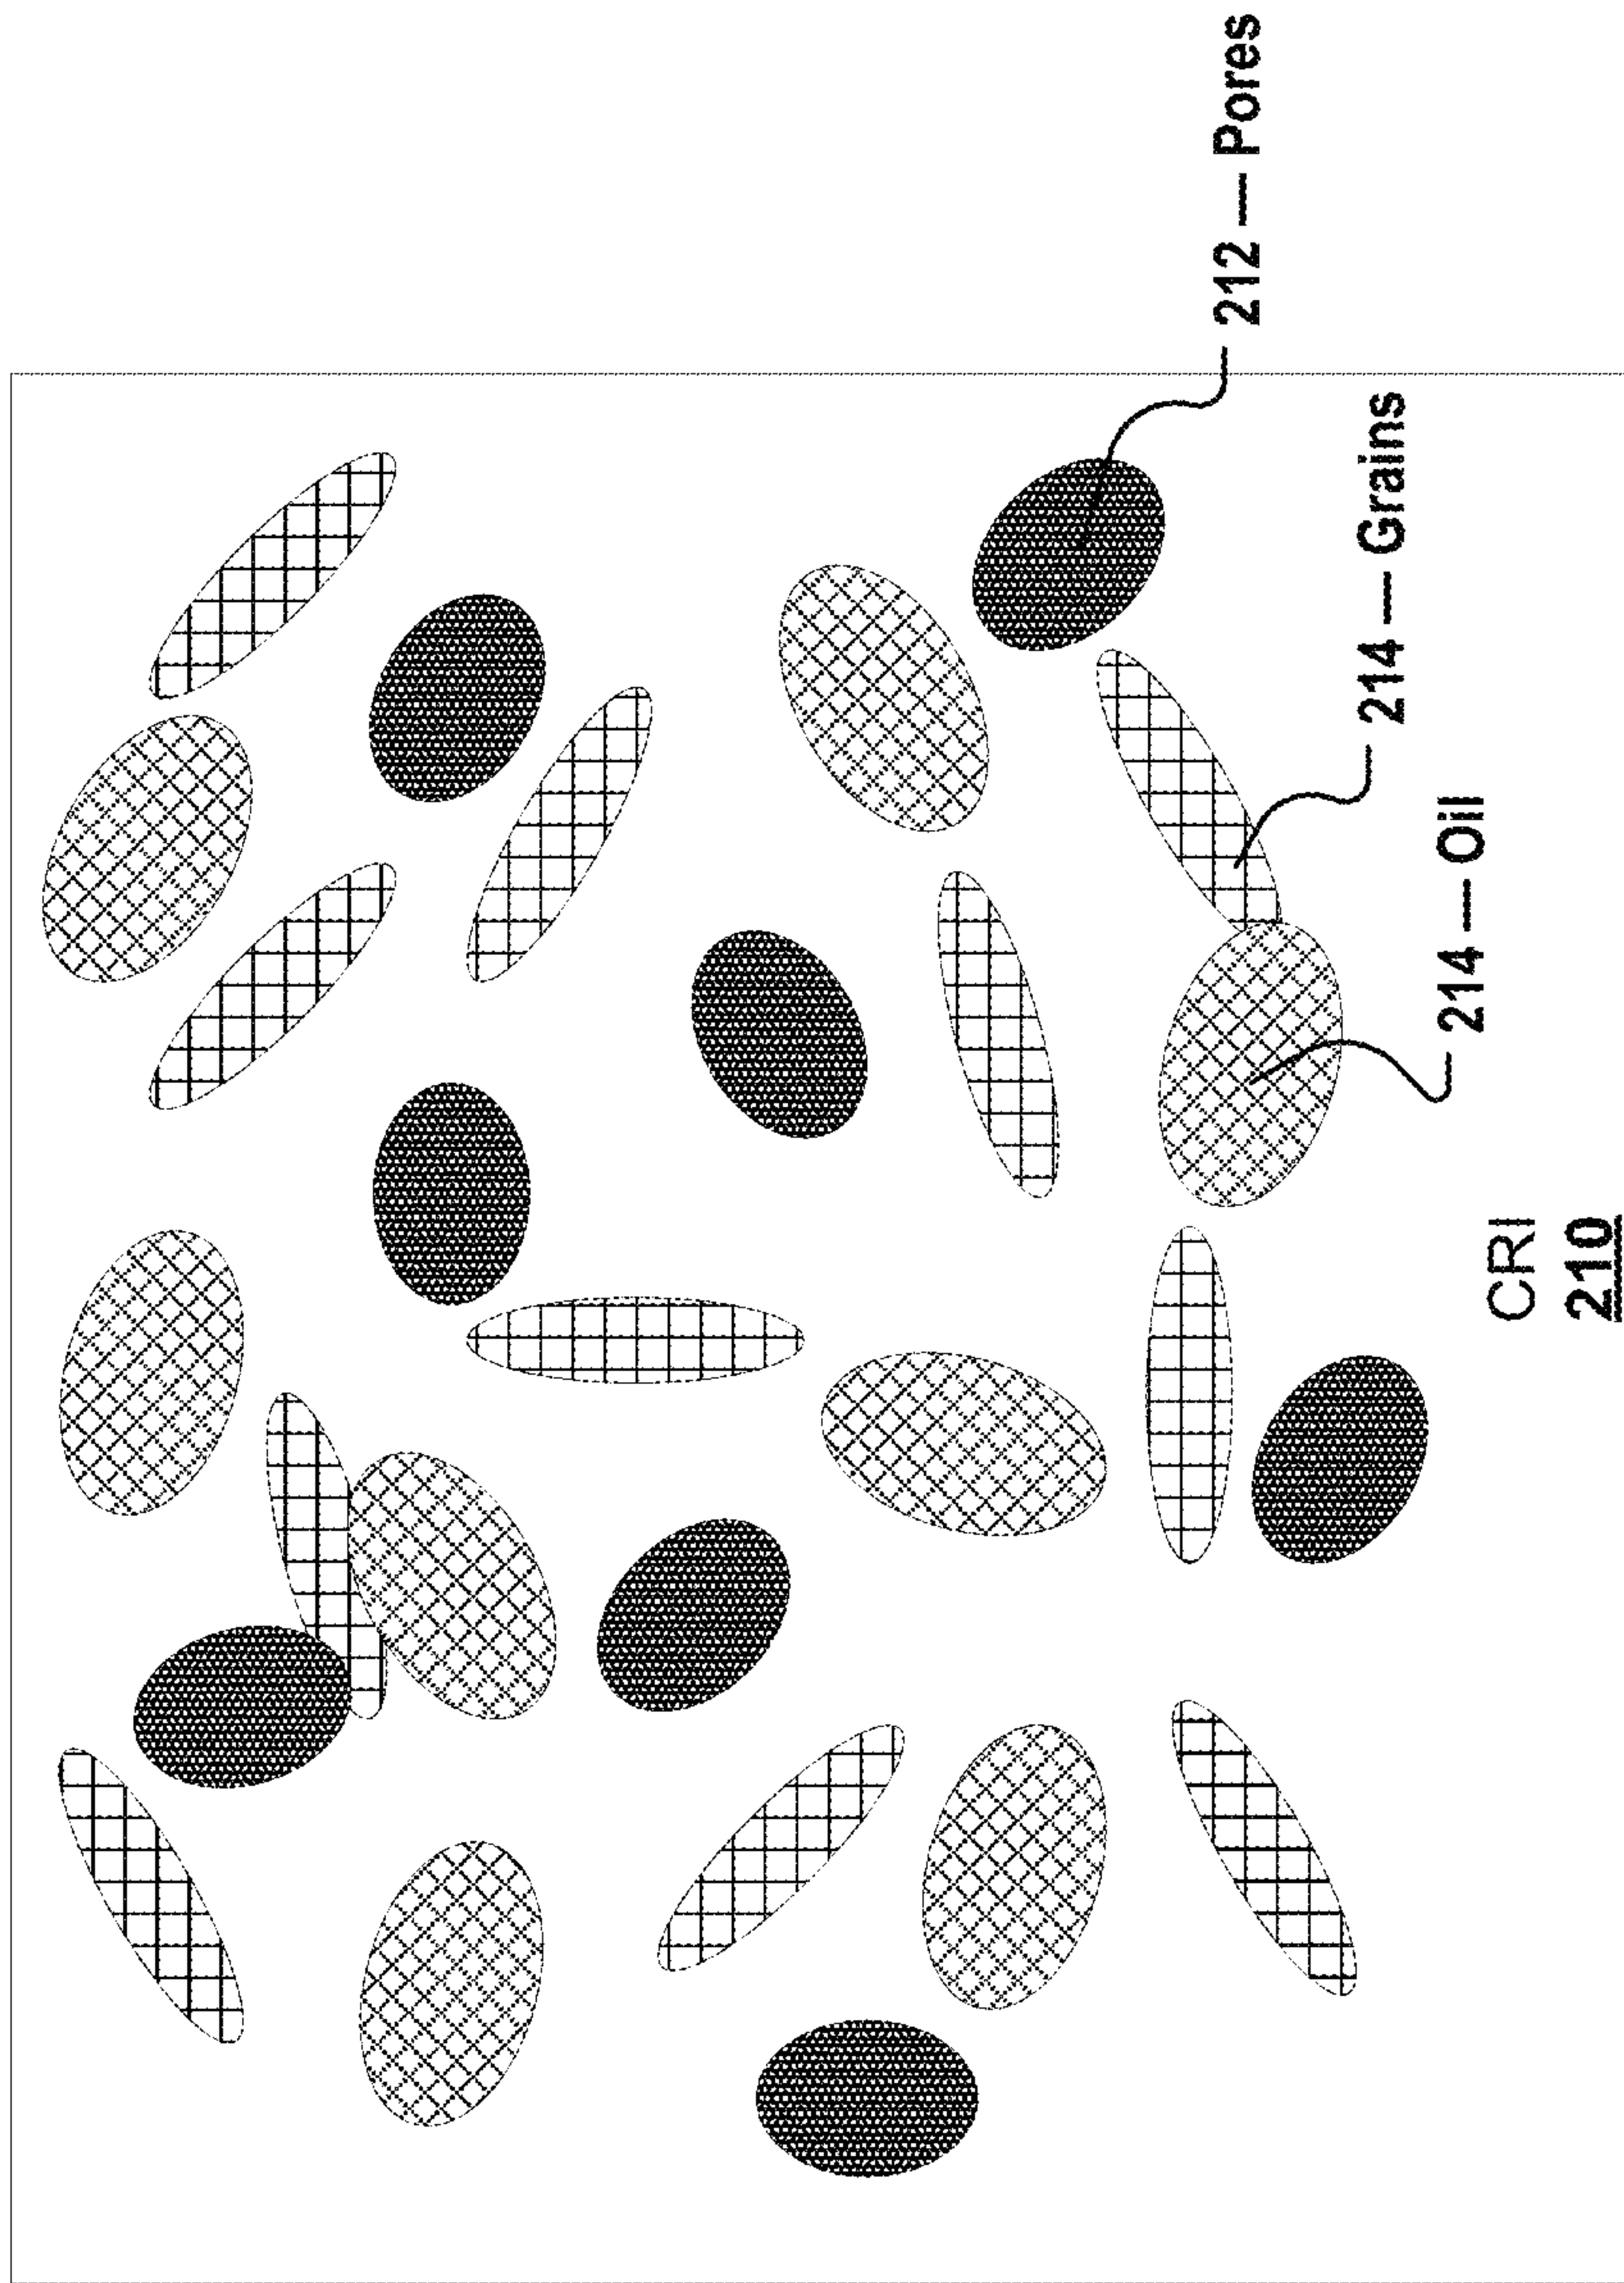 212 — Pores
214 — Grains
214 — Oil
CRI
210